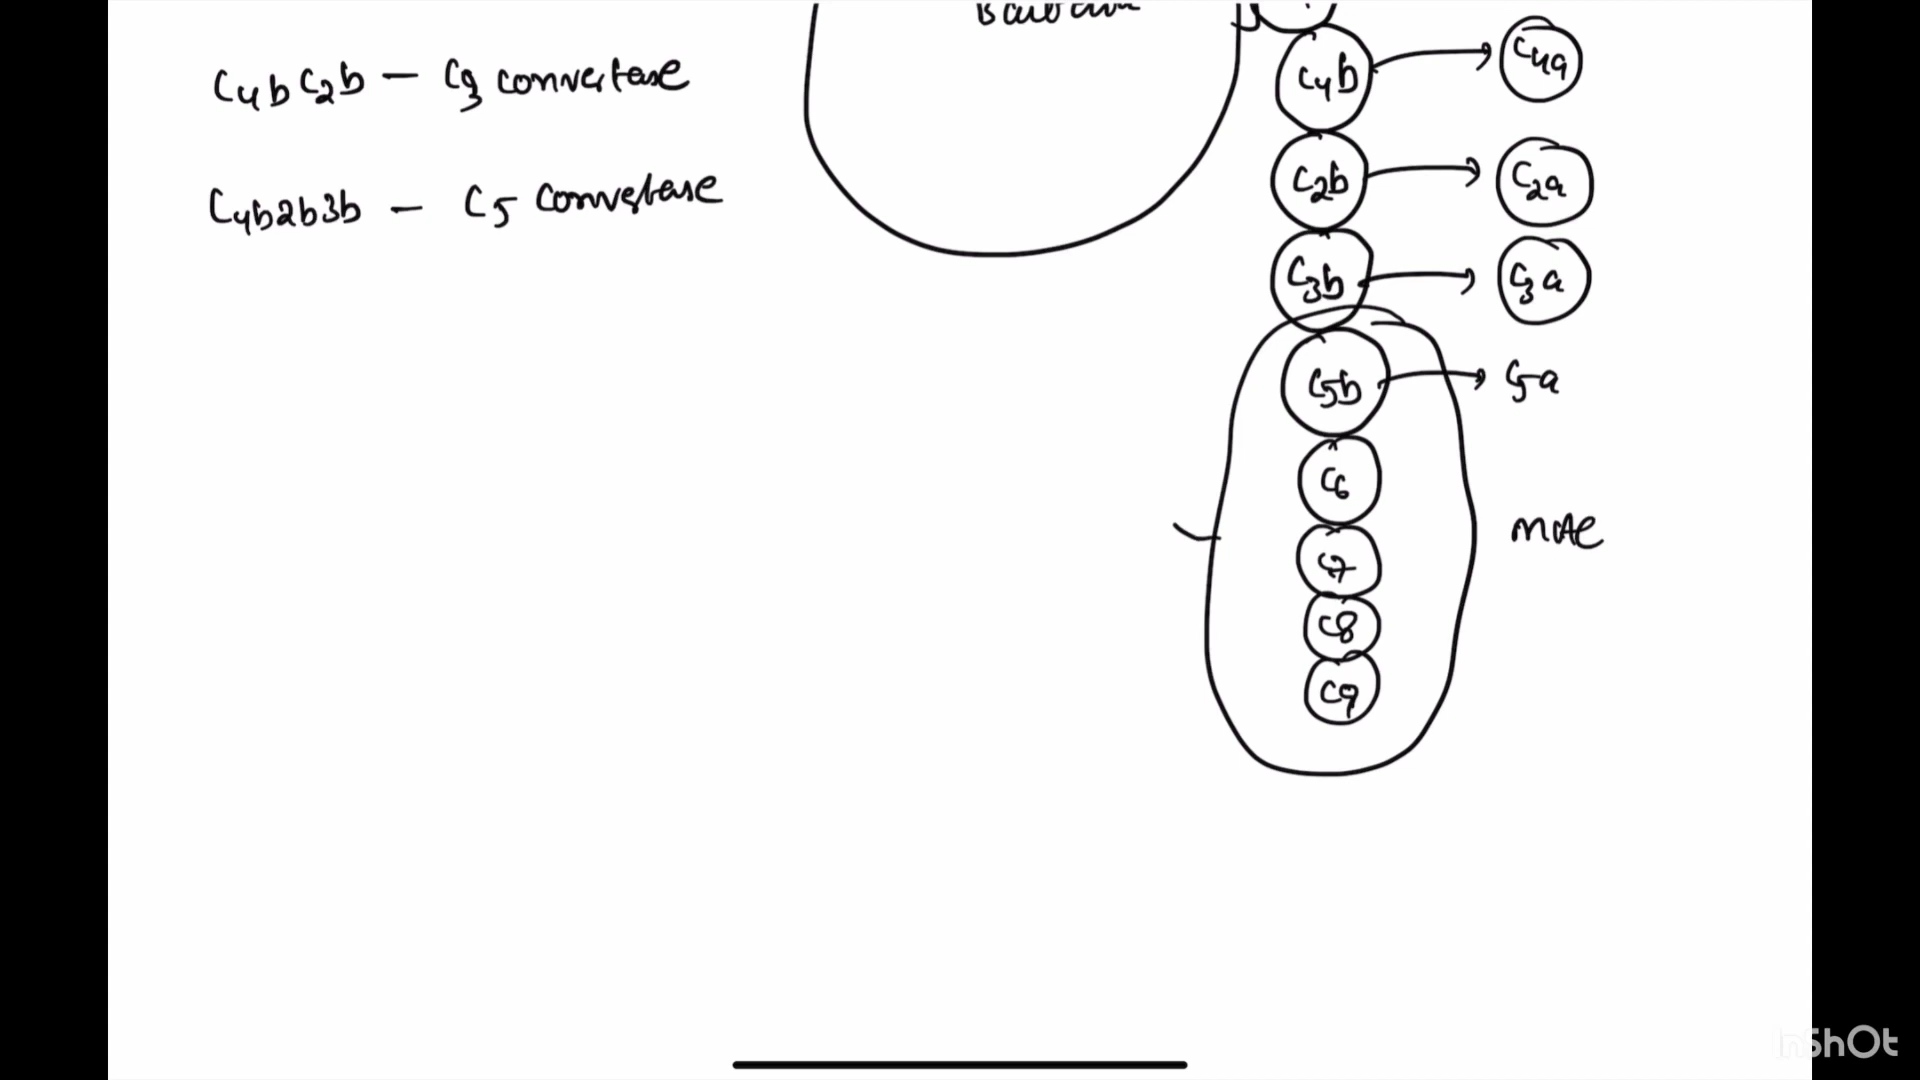 C4bC2b — C3 convertase
C4b2b3b — C5 convertase
C4b → C4a
C2b → C2a
C3b → C3a
C5b → C5a
C6
C7
C8
C9
MAC
InShOt